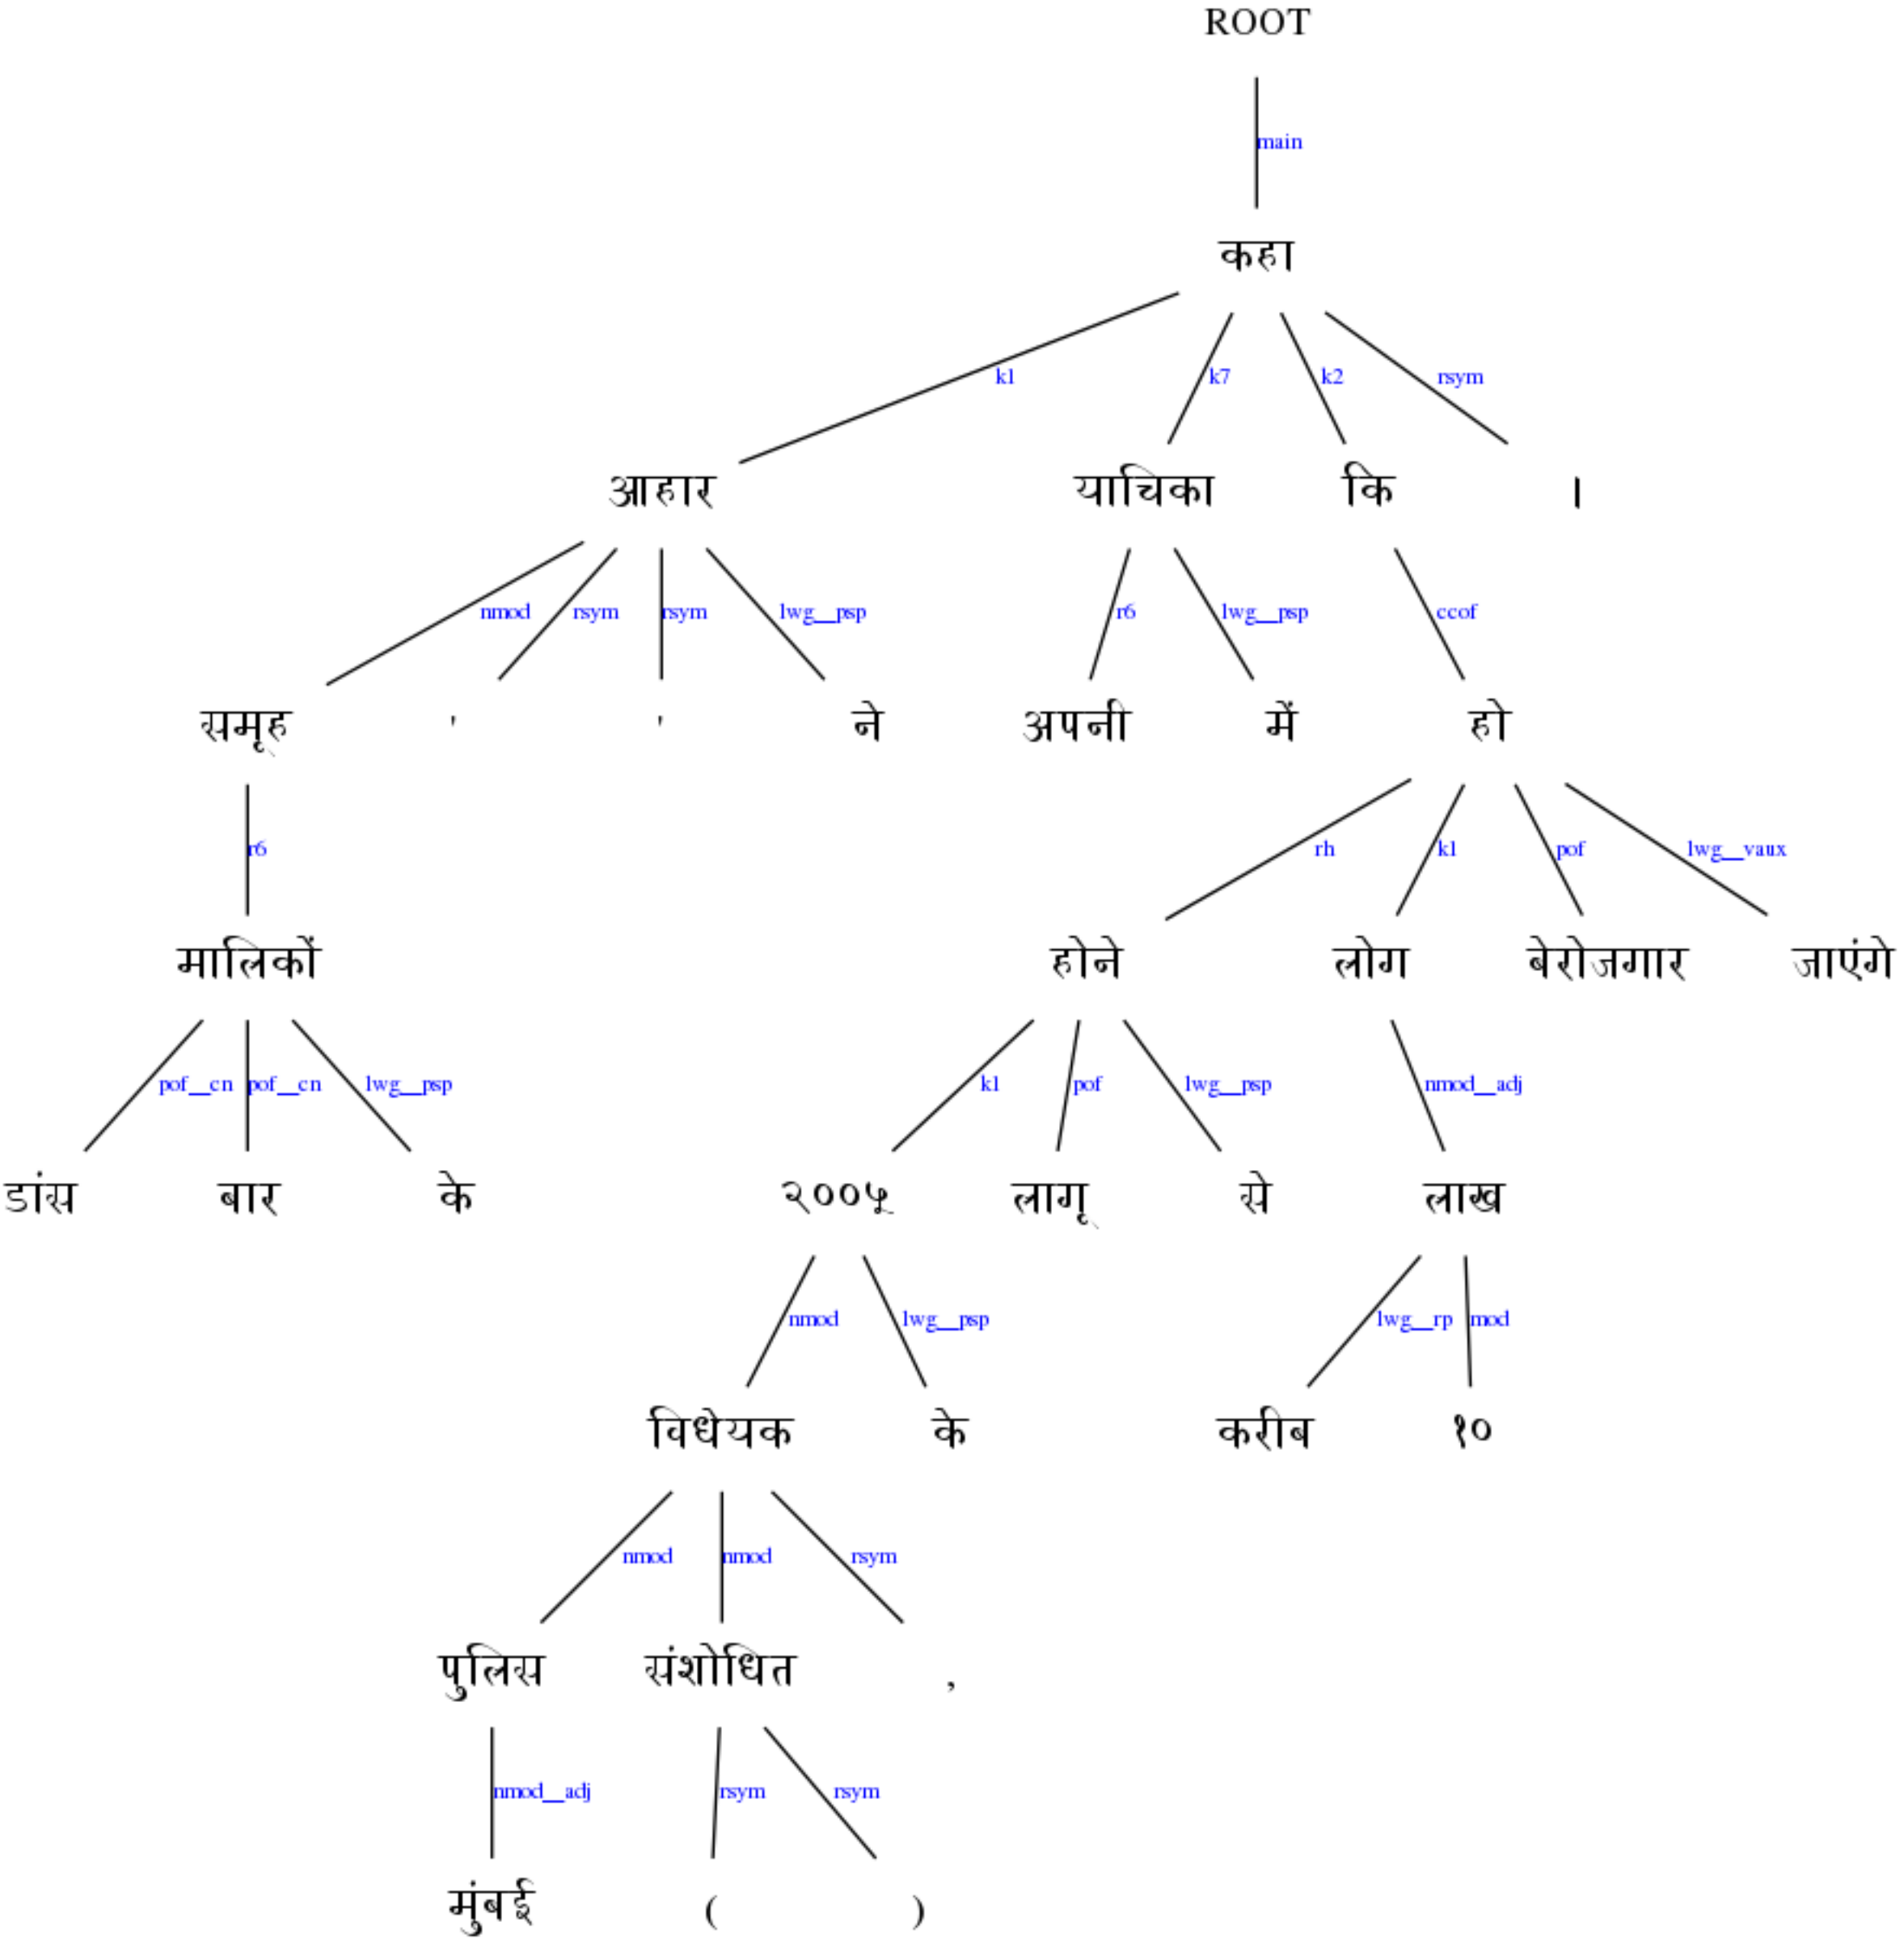 ROOT
main
कहा
k1 k7 k2 rsym
आहार याचिका कि ।
nmod rsym rsym lwg__psp r6 lwg__psp ccof
समूह ' ' ने अपनी में हो
r6 rh k1 pof lwg__vaux
मालिकों होने लोग बेरोजगार जाएंगे
pof__cn pof__cn lwg__psp k1 pof lwg__psp nmod__adj
डांस बार के २००५ लागू से लाख
nmod lwg__psp lwg__rp mod
विधेयक के करीब १०
nmod nmod rsym
पुलिस संशोधित ,
nmod__adj rsym rsym
मुंबई ( )